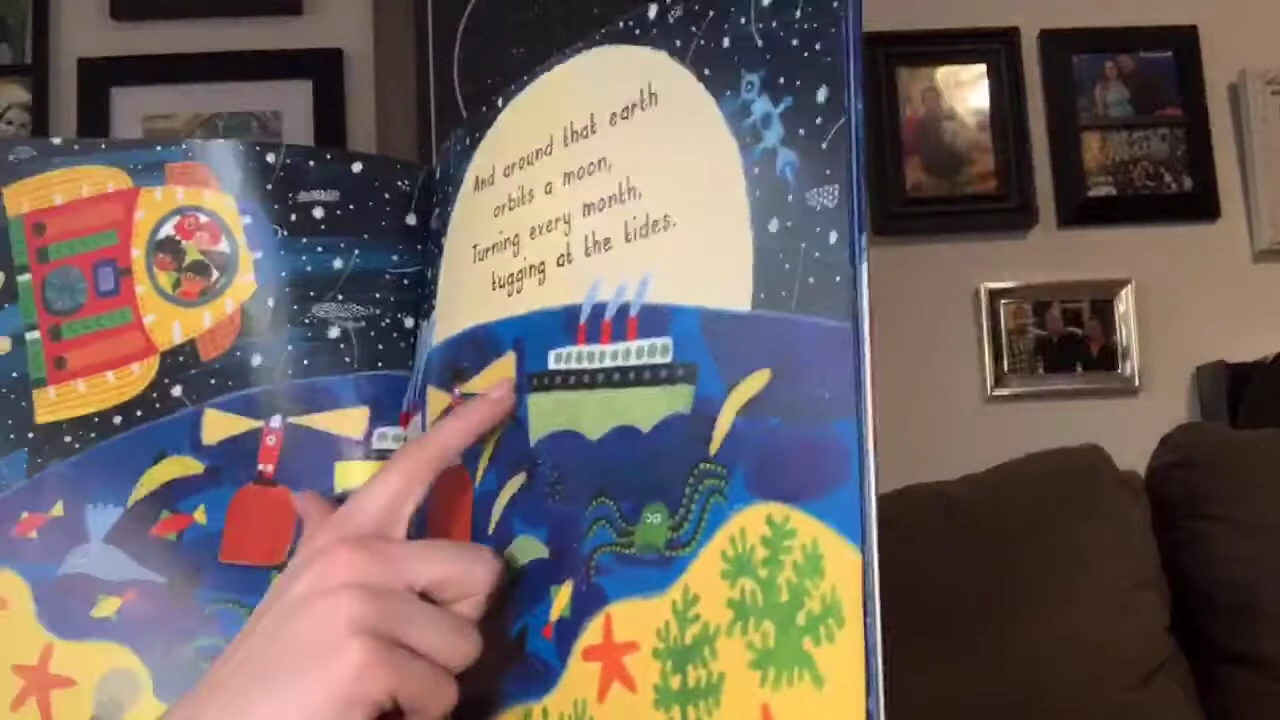 And around that earth
orbits a moon,
Turning every month,
tugging at the tides.